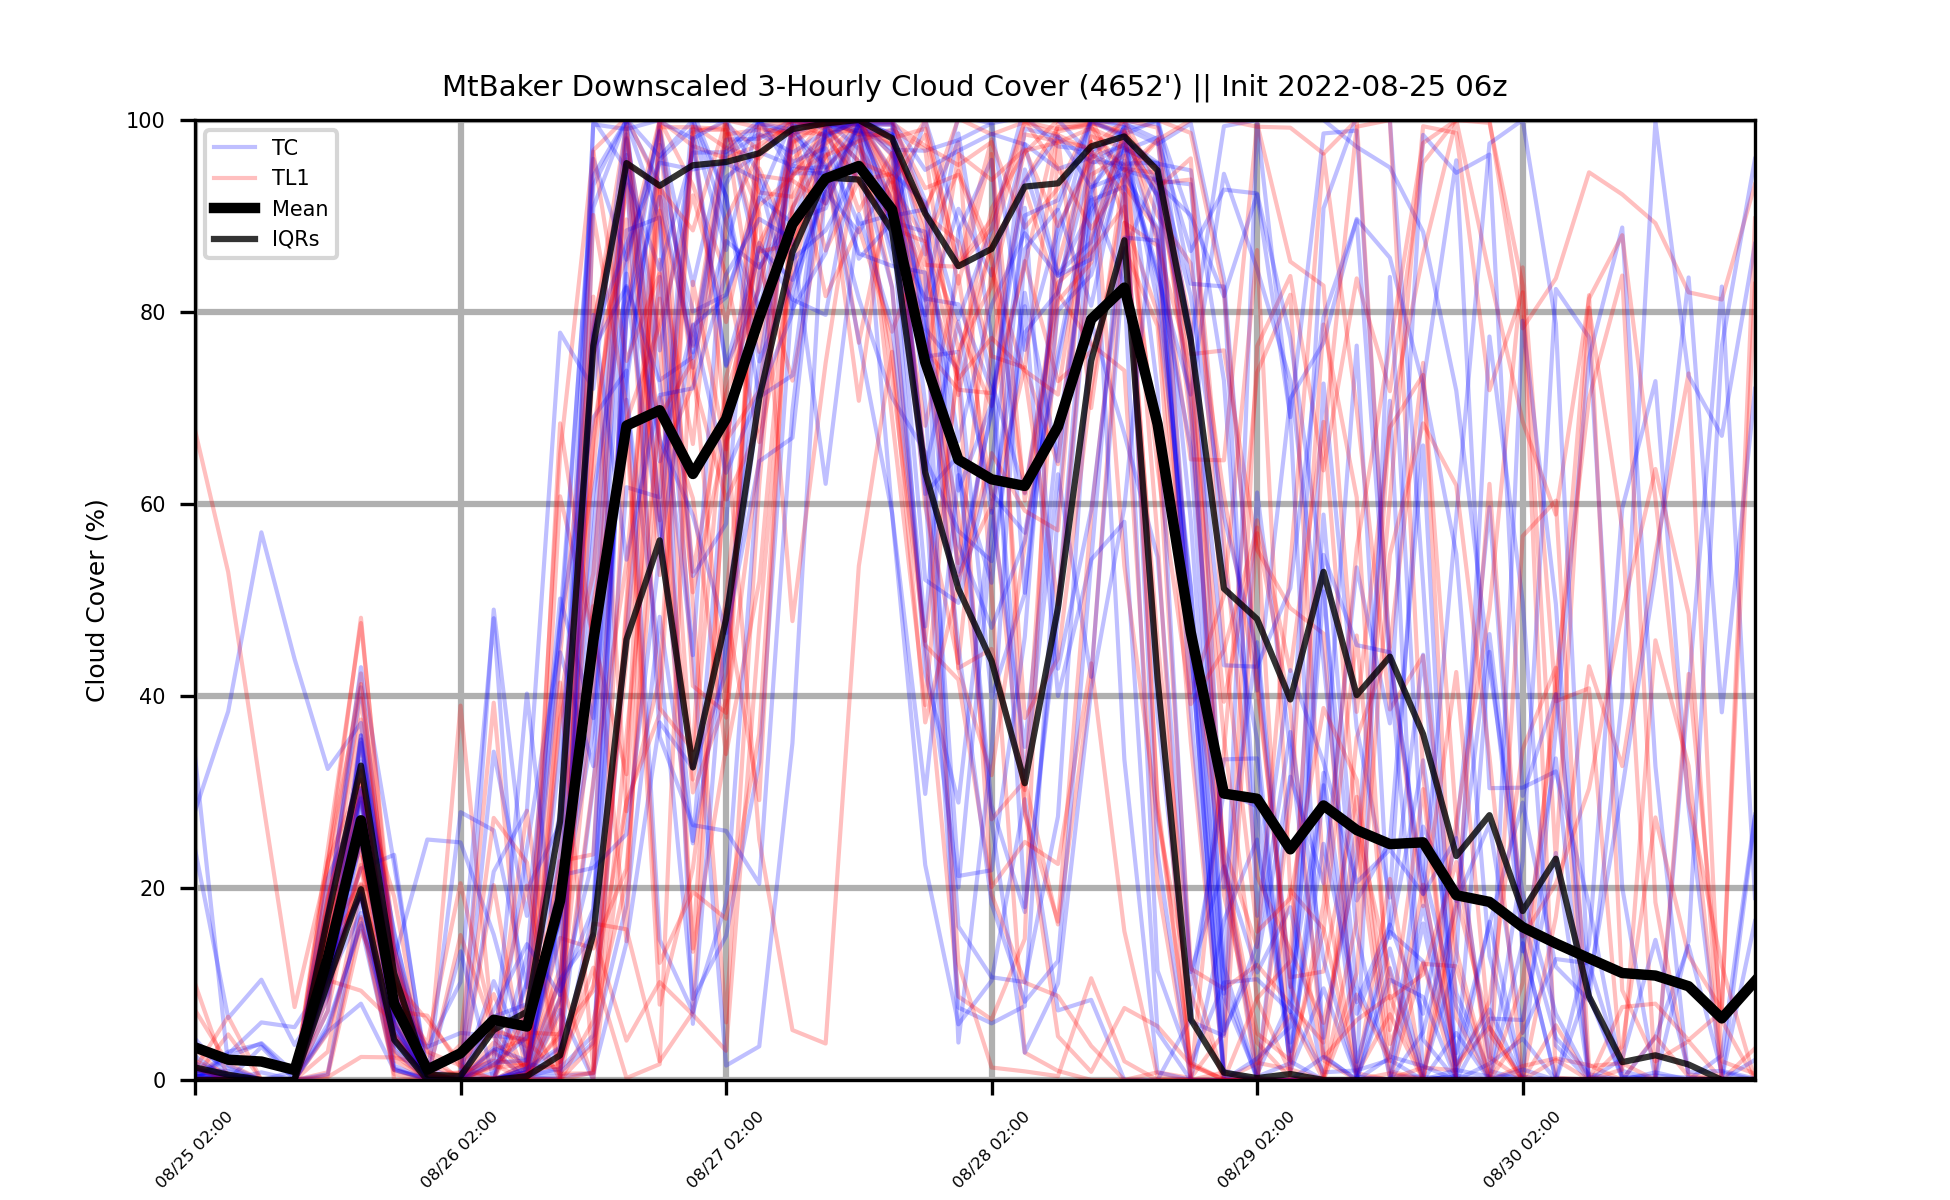 MtBaker Downscaled 3-Hourly Cloud Cover (4652') || Init 2022-08-25 06z
TC
TL1
Mean
IQRs
Cloud Cover (%)
100
80
60
40
20
0
08/25 02:00
08/26 02:00
08/27 02:00
08/28 02:00
08/29 02:00
08/30 02:00